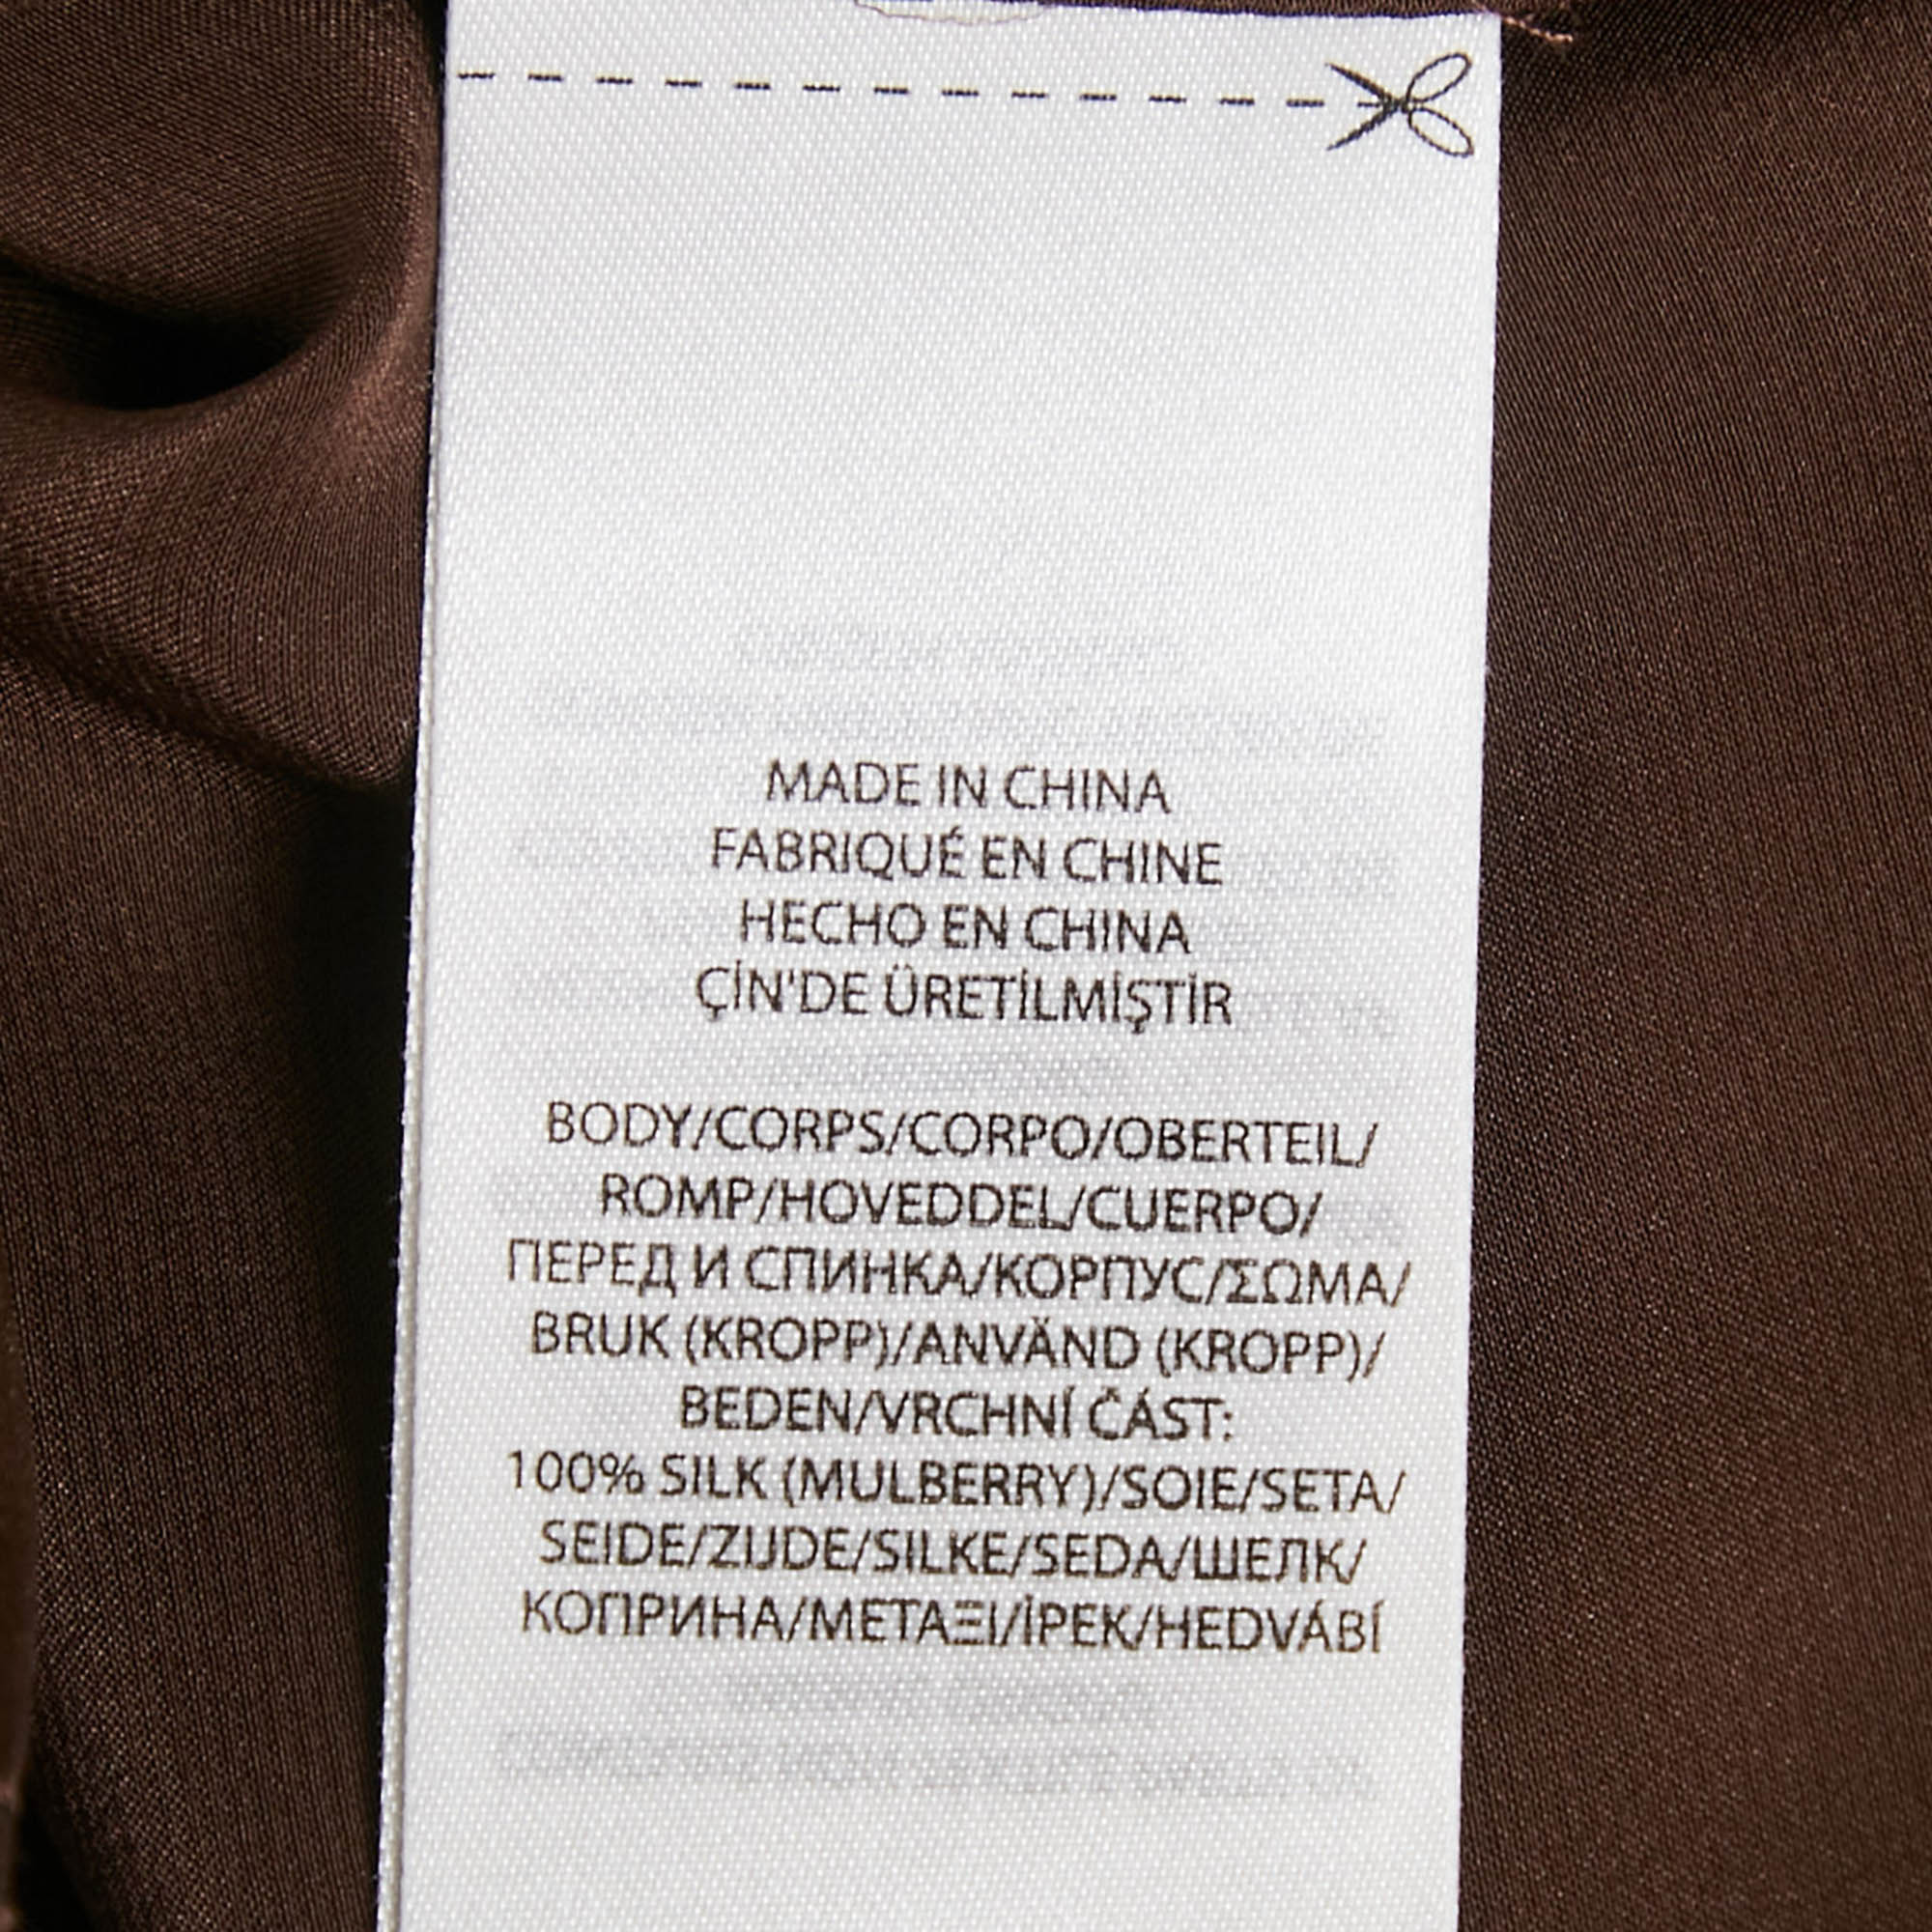 MADE IN CHINA
FABRIQUÉ EN CHINE
HECHO EN CHINA
ÇİN'DE ÜRETİLMİŞTİR
BODY/CORPS/CORPO/OBERTEIL/
ROMP/HOVEDDEL/CUERPO/
ПЕРЕД И СПИНКА/КОРПУС/ΣΩΜΑ/
BRUK (KROPP)/ANVÄND (KROPP)/
BEDEN/VRCHNÍ ČÁST:
100% SILK (MULBERRY)/SOIE/SETA/
SEIDE/ZIJDE/SILKE/SEDA/ШЕЛК/
КОПРИНА/ΜΕΤΑΞΙ/İPEK/HEDVÁBÍ